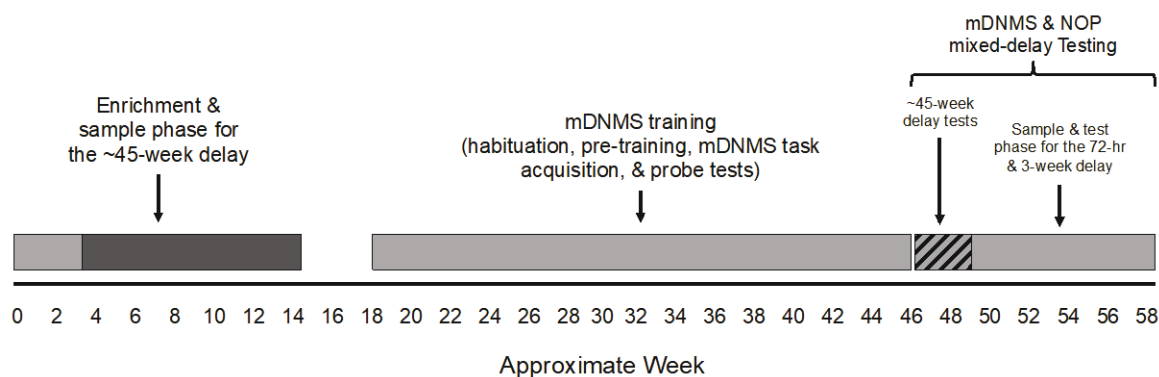 mDNMS & NOP
mixed-delay Testing
Enrichment &
sample phase for
the ~45-week delay
mDNMS training
(habituation, pre-training, mDNMS task
acquisition, & probe tests)
~45-week
delay tests
Sample & test
phase for the 72-hr
& 3-week delay
0 2 4 6 8 10 12 14 16 18 20 22 24 26 28 30 32 34 36 38 40 42 44 46 48 50 52 54 56 58
Approximate Week